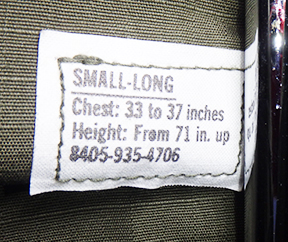 SMALL-LONG
Chest: 33 to 37 inches
Height: From 71 in. up
8405-935-4706